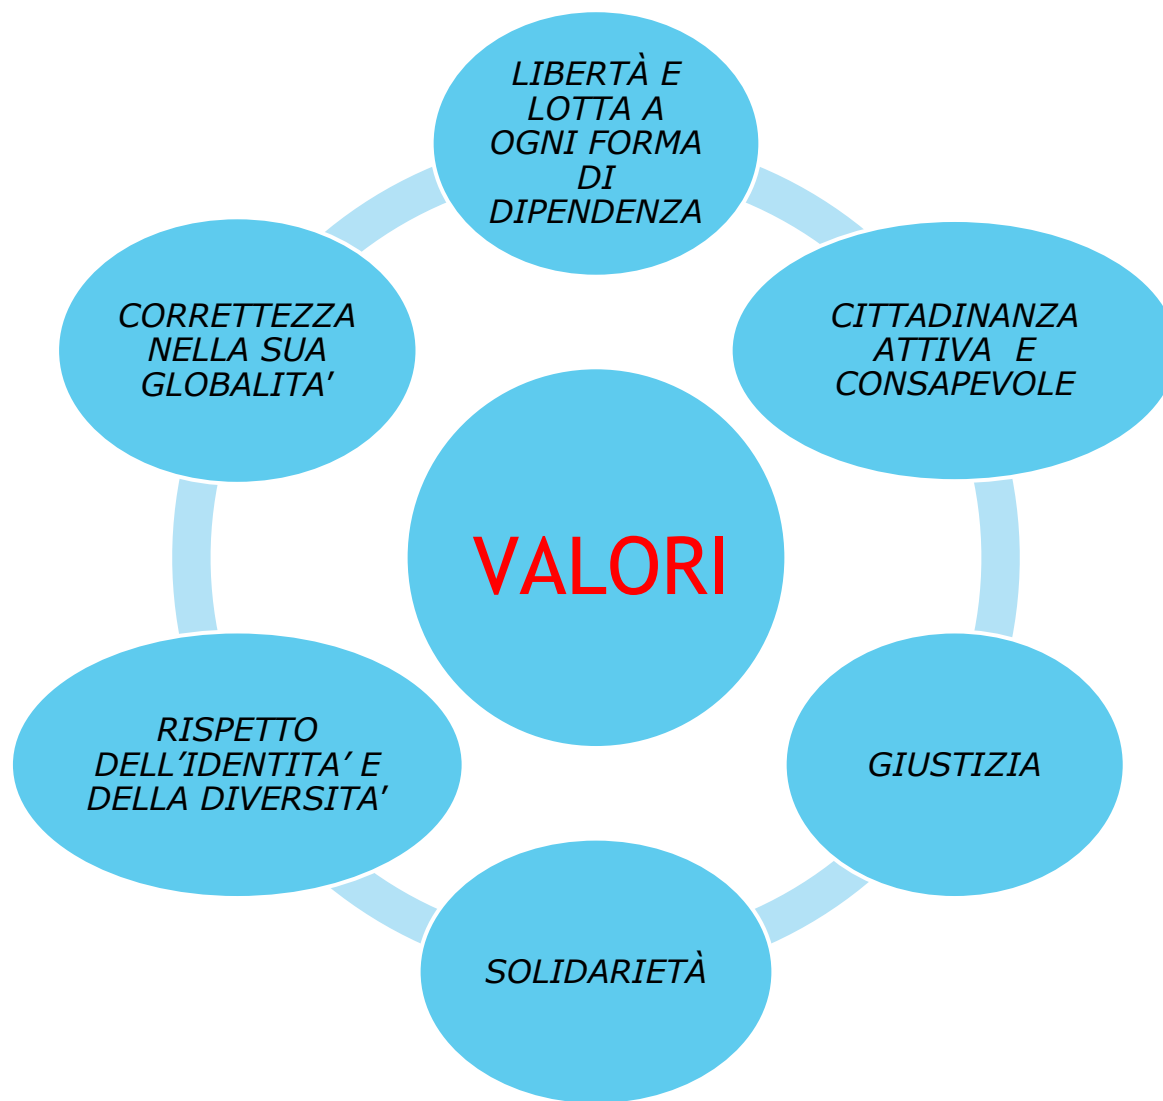 LIBERTÀ E
LOTTA A
OGNI FORMA
DI
DIPENDENZA
CITTADINANZA
ATTIVA  E
CONSAPEVOLE
GIUSTIZIA
SOLIDARIETÀ
RISPETTO
DELL’IDENTITA’ E
DELLA DIVERSITA’
CORRETTEZZA
NELLA SUA
GLOBALITA’
VALORI